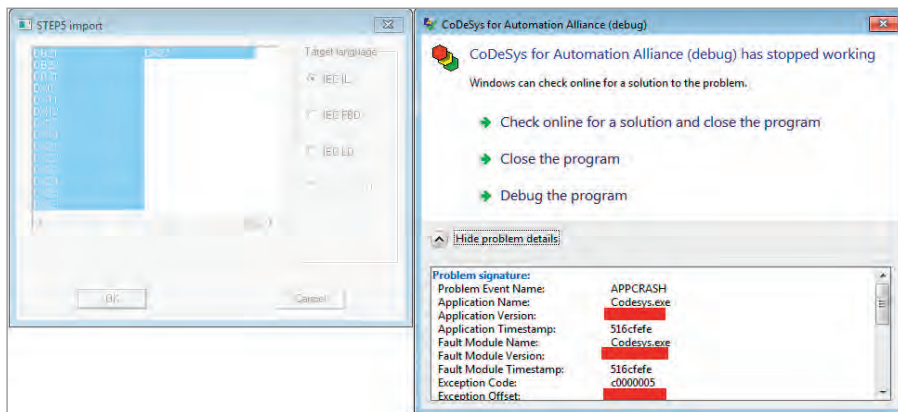 STEP5 import
Target language
IEC IL
IEC FBD
IEC LD
OK
Cancel
CoDeSys for Automation Alliance (debug)
CoDeSys for Automation Alliance (debug) has stopped working
Windows can check online for a solution to the problem.
Check online for a solution and close the program
Close the program
Debug the program
Hide problem details
Problem signature:
Problem Event Name: APPCRASH
Application Name: Codesys.exe
Application Version:
Application Timestamp: 516cfefe
Fault Module Name: Codesys.exe
Fault Module Version:
Fault Module Timestamp: 516cfefe
Exception Code: c0000005
Exception Offset: